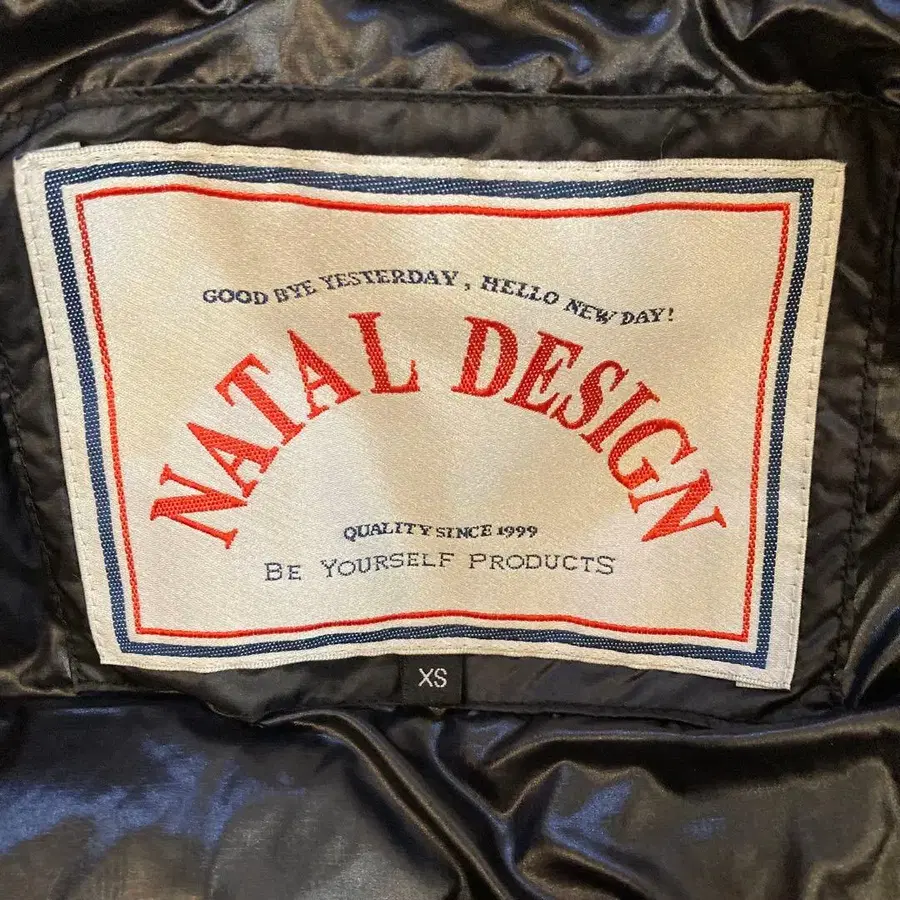 GOOD BYE YESTERDAY, HELLO NEW DAY!
NATAL DESIGN
QUALITY SINCE 1999
BE YOURSELF PRODUCTS
XS